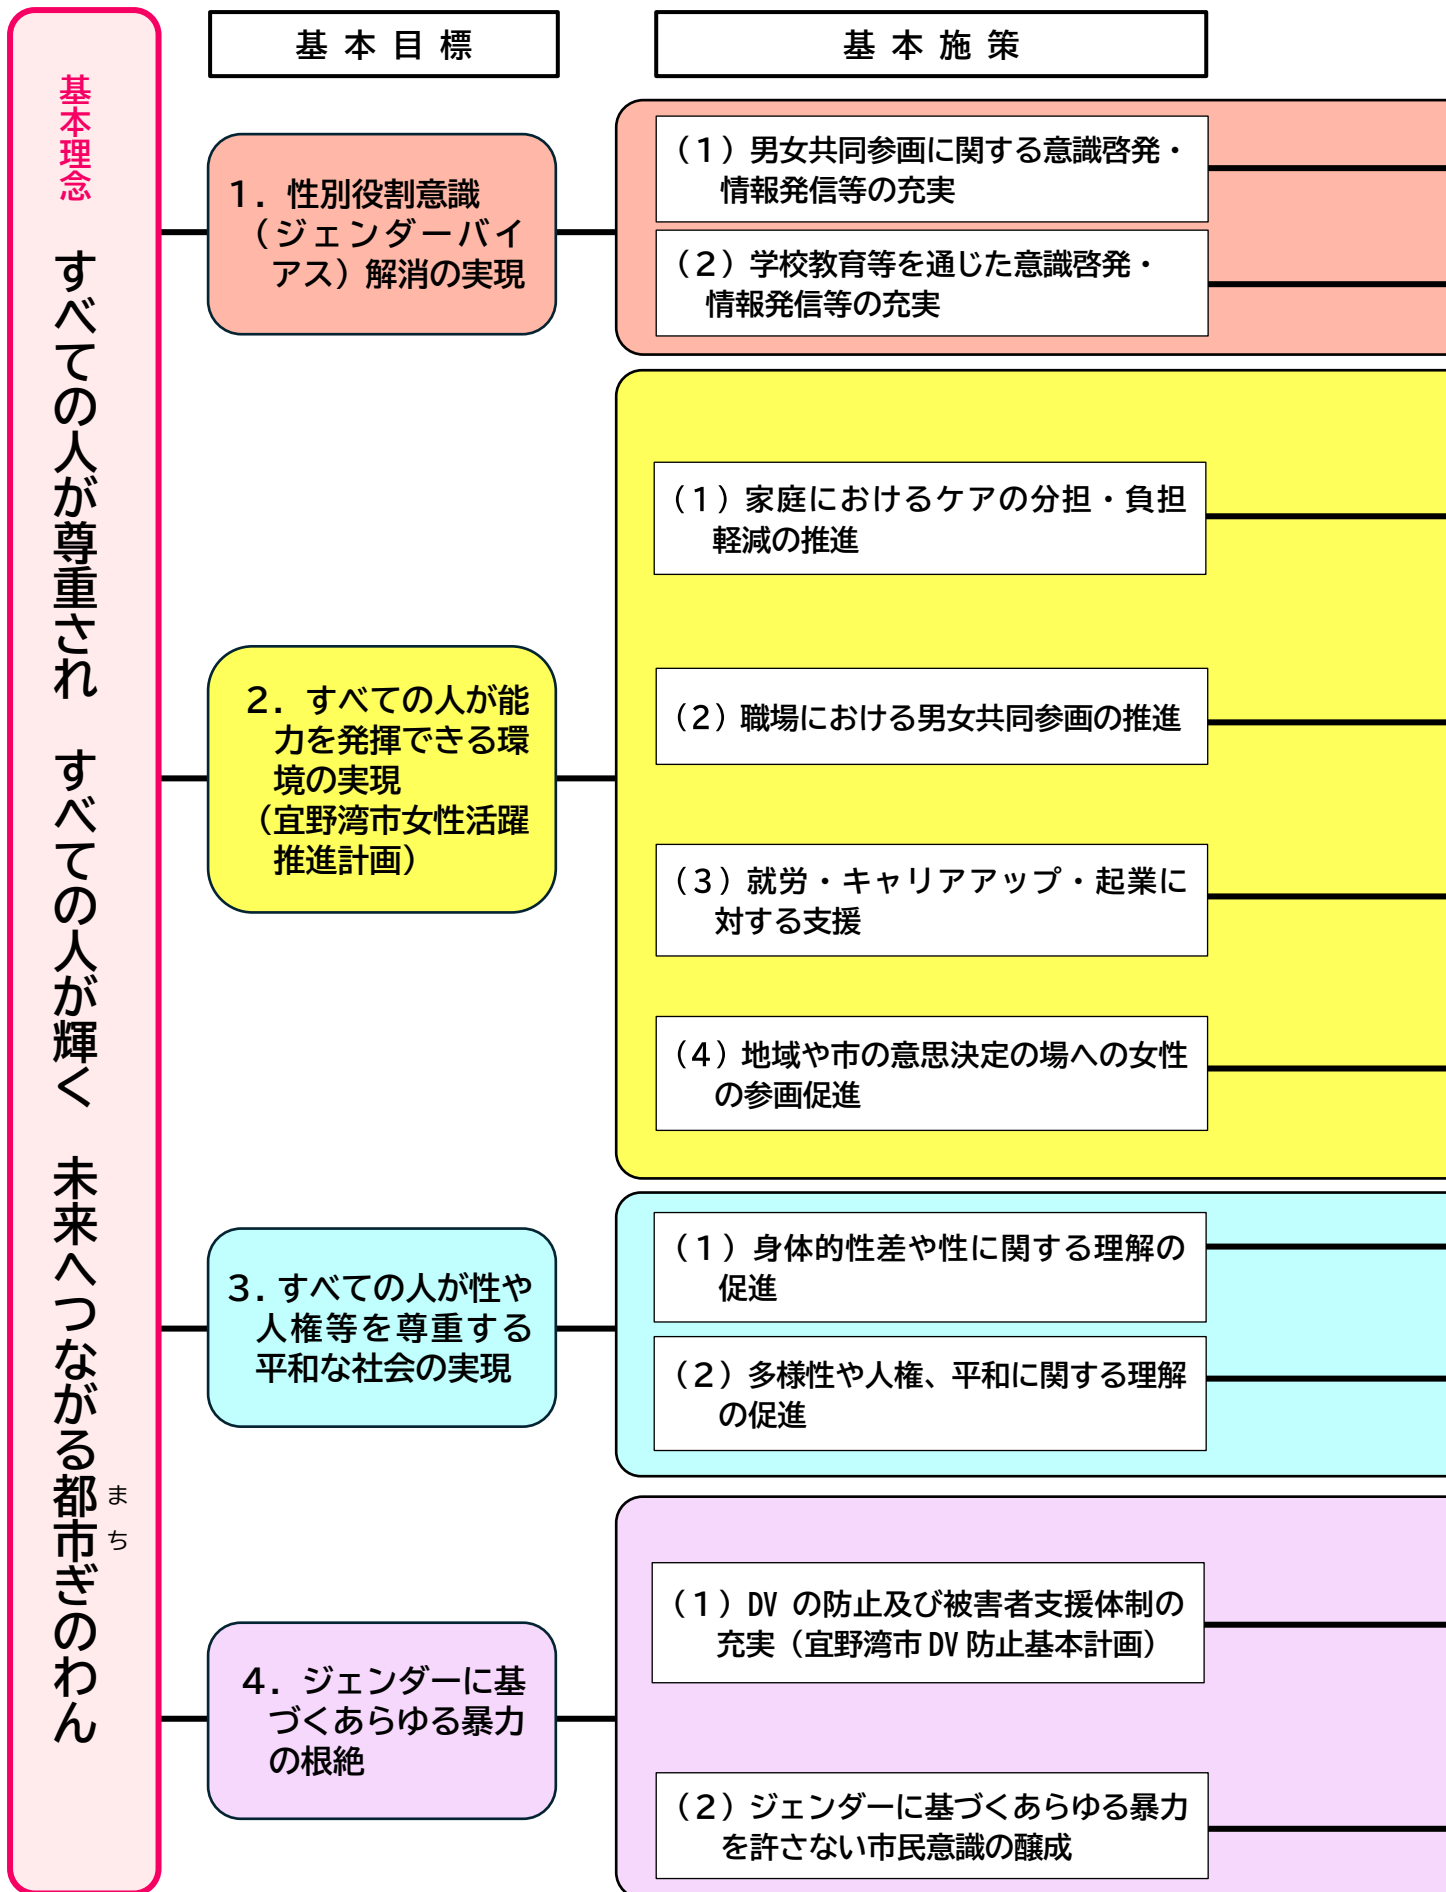 基本理念
すべての人が尊重され　すべての人が輝く　未来へつながる都市ぎのわん
まち
基本目標
基本施策
1．性別役割意識
（ジェンダーバイ
アス）解消の実現
（1）男女共同参画に関する意識啓発・
情報発信等の充実
（2）学校教育等を通じた意識啓発・
情報発信等の充実
2．すべての人が能
力を発揮できる環
境の実現
（宜野湾市女性活躍
推進計画）
（1）家庭におけるケアの分担・負担
軽減の推進
（2）職場における男女共同参画の推進
（3）就労・キャリアアップ・起業に
対する支援
（4）地域や市の意思決定の場への女性
の参画促進
3．すべての人が性や
人権等を尊重する
平和な社会の実現
（1）身体的性差や性に関する理解の
促進
（2）多様性や人権、平和に関する理解
の促進
4．ジェンダーに基
づくあらゆる暴力
の根絶
（1）DV の防止及び被害者支援体制の
充実（宜野湾市 DV 防止基本計画）
（2）ジェンダーに基づくあらゆる暴力
を許さない市民意識の醸成